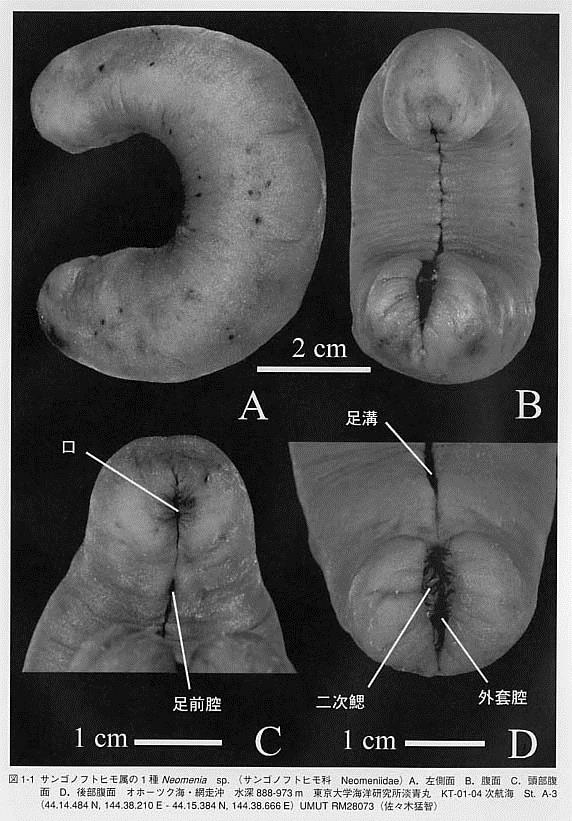 2 cm
A
B
足溝
口
足前腔
二次鰓
外套腔
1 cm
C
1 cm
D
図1-1 サンゴノフトヒモ属の1種 Neomenia sp.(サンゴノフトヒモ科 Neomeniidae)A. 左側面 B. 腹面 C. 頭部腹
面 D. 後部腹面 オホーツク海・網走沖 水深888-973 m 東京大学海洋研究所淡青丸 KT-01-04次航海 St. A-3
(44.14.484 N, 144.38.210 E - 44.15.384 N, 144.38.666 E) UMUT RM28073(佐々木猛智)